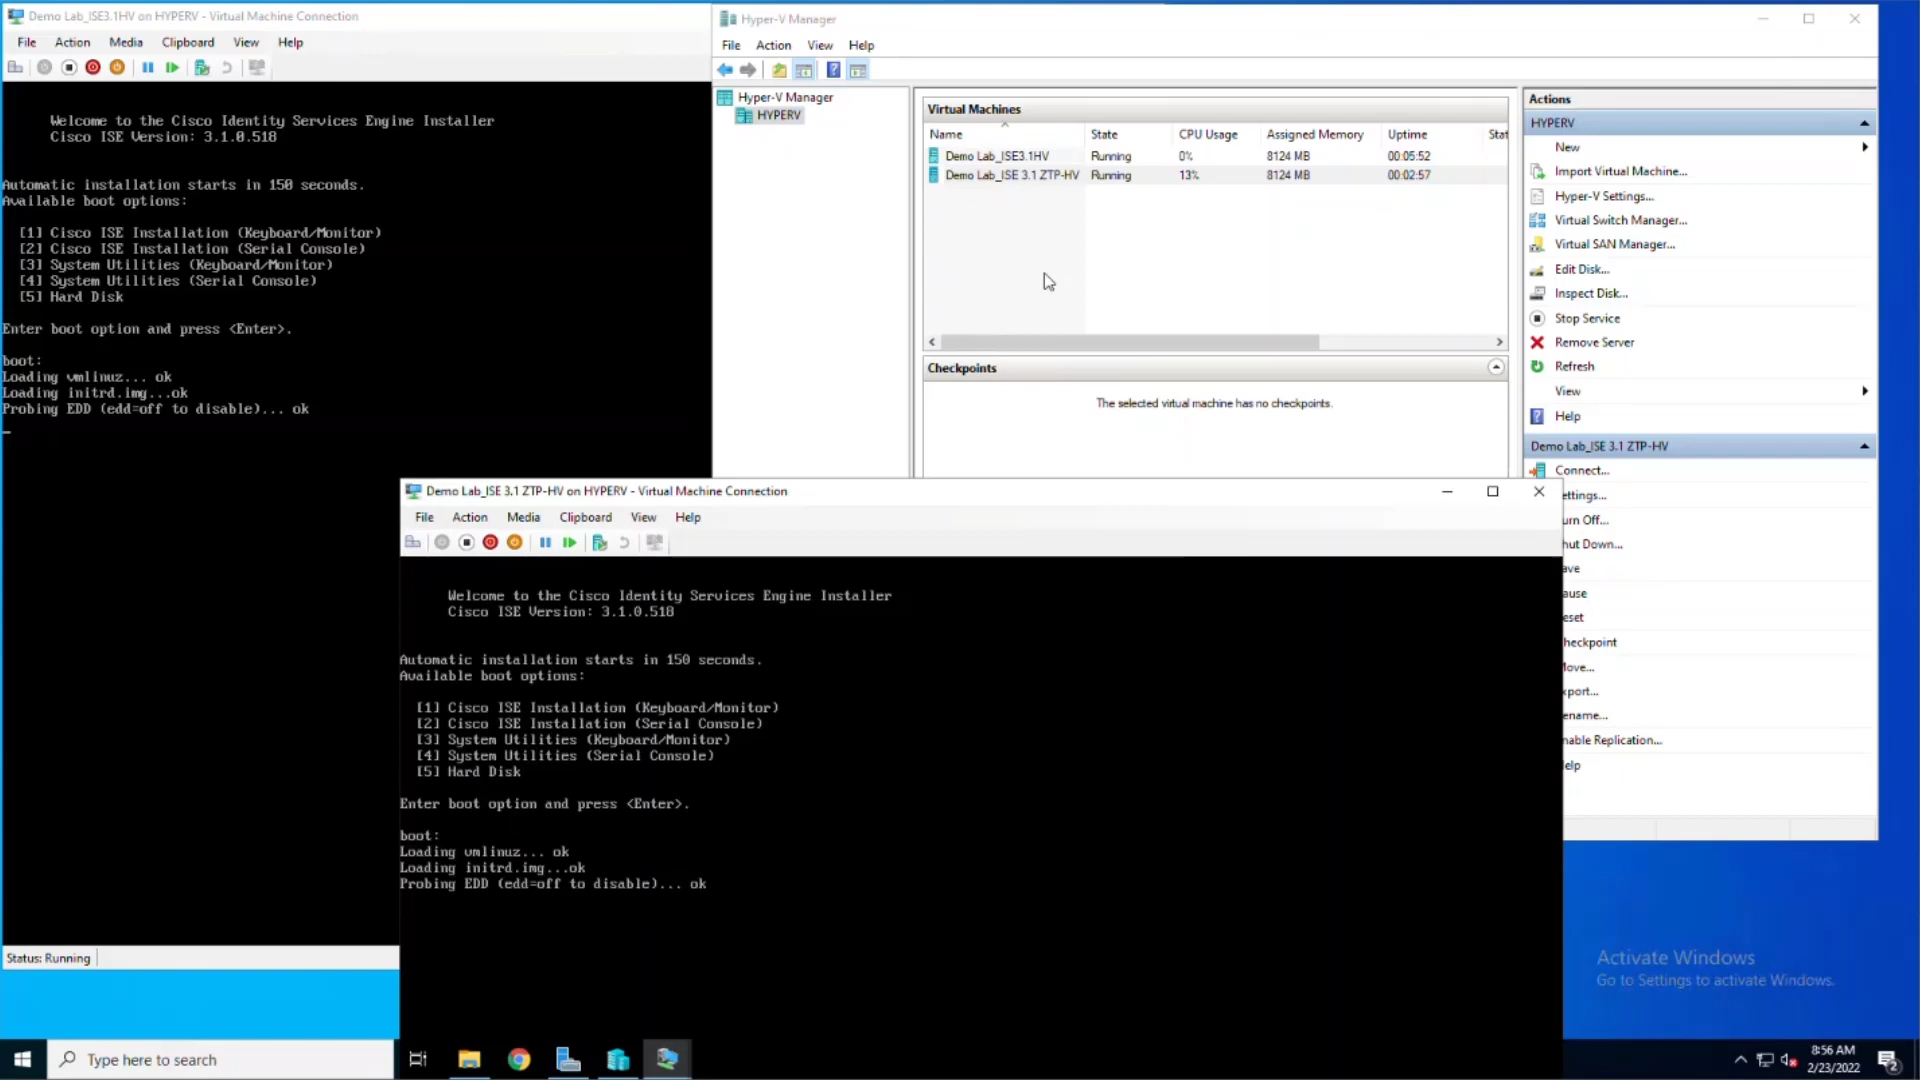 Demo Lab_ISE3.1HV on HYPERV - Virtual Machine Connection
File Action Media Clipboard View Help
Welcome to the Cisco Identity Services Engine Installer
Cisco ISE Version: 3.1.0.518
Automatic installation starts in 150 seconds.
Available boot options:
[1] Cisco ISE Installation (Keyboard/Monitor)
[2] Cisco ISE Installation (Serial Console)
[3] System Utilities (Keyboard/Monitor)
[4] System Utilities (Serial Console)
[5] Hard Disk
Enter boot option and press <Enter>.
boot:
Loading vmlinuz... ok
Loading initrd.img...ok
Probing EDD (edd=off to disable)... ok
Status: Running
Hyper-V Manager
File Action View Help
Hyper-V Manager
HYPERV
Virtual Machines
Name State CPU Usage Assigned Memory Uptime Stat
Demo Lab_ISE3.1HV Running 0% 8124 MB 00:05:52
Demo Lab_ISE 3.1 ZTP-HV Running 13% 8124 MB 00:02:57
Checkpoints
The selected virtual machine has no checkpoints.
Actions
HYPERV
New
Import Virtual Machine...
Hyper-V Settings...
Virtual Switch Manager...
Virtual SAN Manager...
Edit Disk...
Inspect Disk...
Stop Service
Remove Server
Refresh
View
Help
Demo Lab_ISE 3.1 ZTP-HV
Connect...
ettings...
urn Off...
hut Down...
ave
ause
eset
heckpoint
ove...
xport...
ename...
nable Replication...
elp
Demo Lab_ISE 3.1 ZTP-HV on HYPERV - Virtual Machine Connection
File Action Media Clipboard View Help
Welcome to the Cisco Identity Services Engine Installer
Cisco ISE Version: 3.1.0.518
Automatic installation starts in 150 seconds.
Available boot options:
[1] Cisco ISE Installation (Keyboard/Monitor)
[2] Cisco ISE Installation (Serial Console)
[3] System Utilities (Keyboard/Monitor)
[4] System Utilities (Serial Console)
[5] Hard Disk
Enter boot option and press <Enter>.
boot:
Loading vmlinuz... ok
Loading initrd.img...ok
Probing EDD (edd=off to disable)... ok
Activate Windows
Go to Settings to activate Windows.
Type here to search
8:56 AM
2/23/2022
2